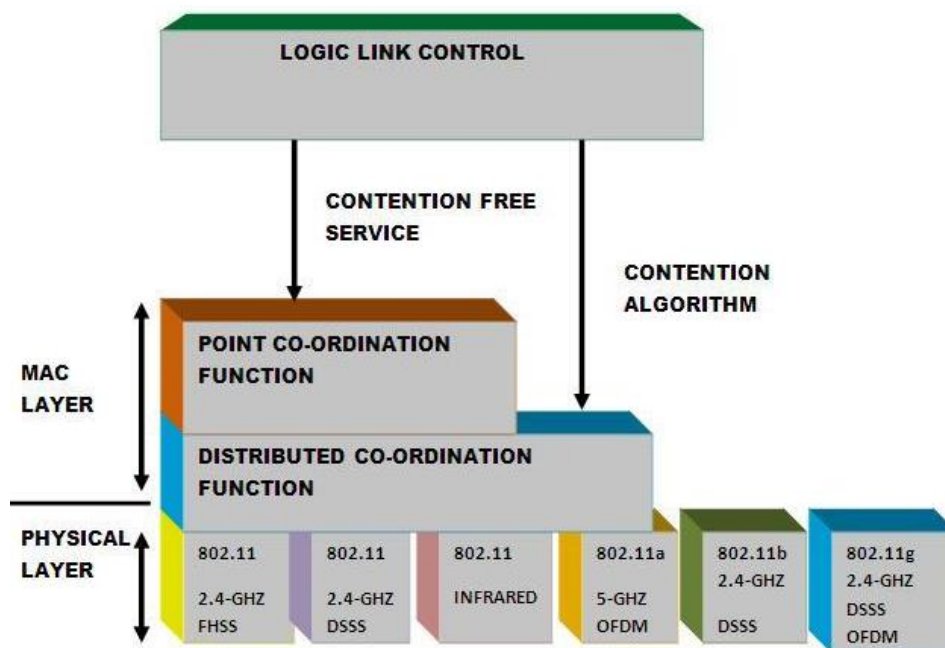 LOGIC LINK CONTROL
CONTENTION FREE
SERVICE
CONTENTION
ALGORITHM
MAC
LAYER
POINT CO-ORDINATION
FUNCTION
DISTRIBUTED CO-ORDINATION
FUNCTION
PHYSICAL
LAYER
802.11
2.4-GHZ
FHSS
802.11
2.4-GHZ
DSSS
802.11
INFRARED
802.11a
5-GHZ
OFDM
802.11b
2.4-GHZ
DSSS
802.11g
2.4-GHZ
DSSS
OFDM